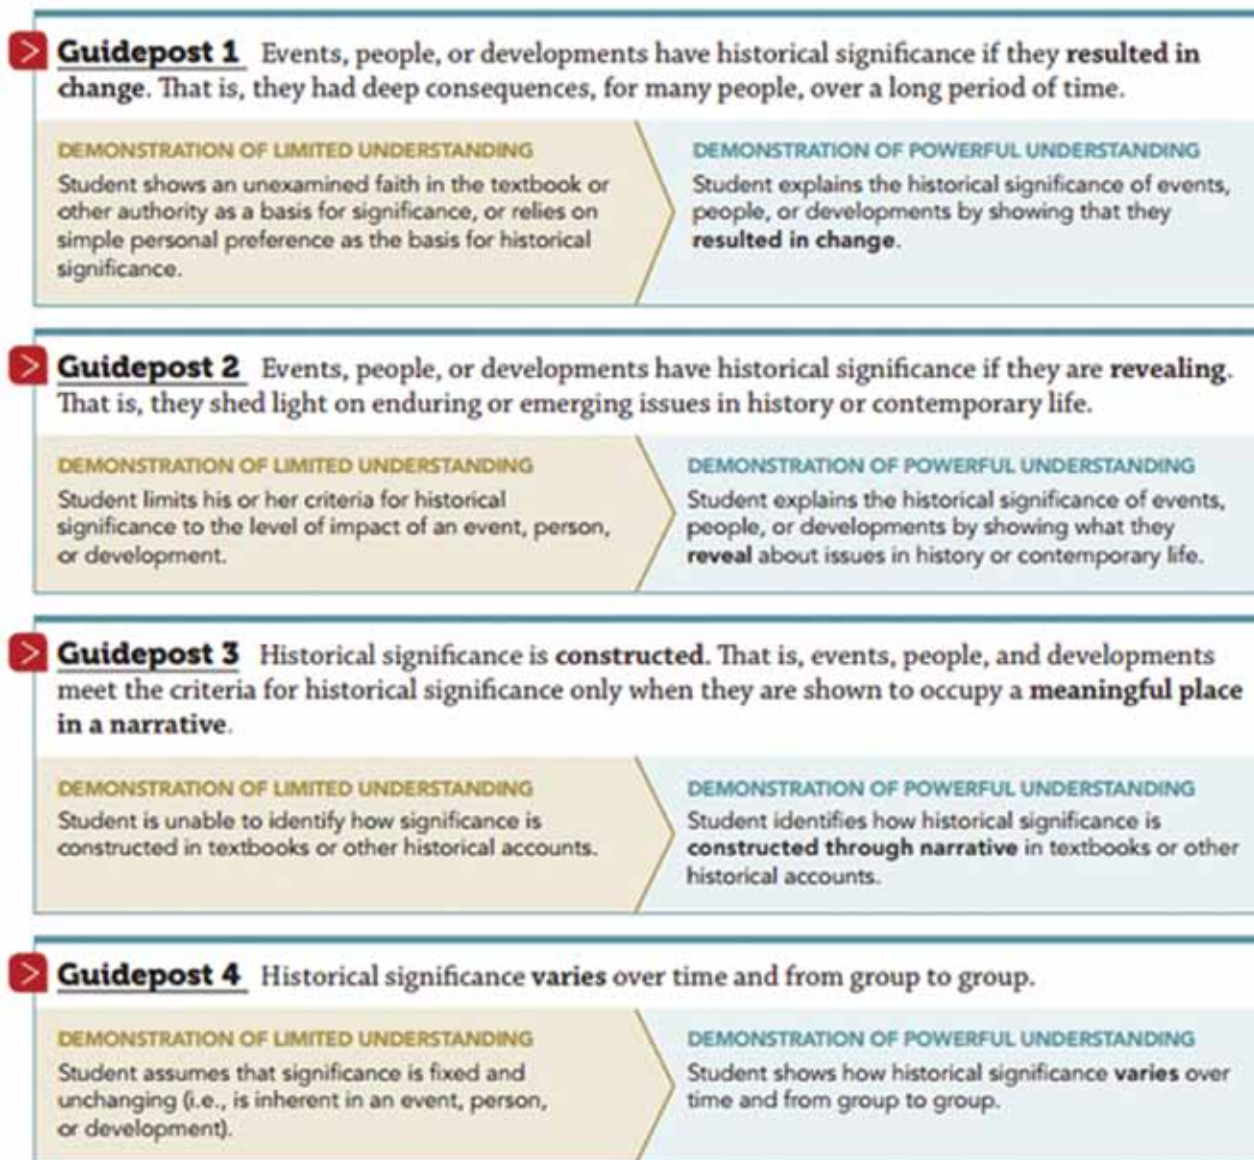 Guidepost 1 Events, people, or developments have historical significance if they resulted in
change. That is, they had deep consequences, for many people, over a long period of time.
DEMONSTRATION OF LIMITED UNDERSTANDING
Student shows an unexamined faith in the textbook or
other authority as a basis for significance, or relies on
simple personal preference as the basis for historical
significance.
DEMONSTRATION OF POWERFUL UNDERSTANDING
Student explains the historical significance of events,
people, or developments by showing that they
resulted in change.
Guidepost 2 Events, people, or developments have historical significance if they are revealing.
That is, they shed light on enduring or emerging issues in history or contemporary life.
DEMONSTRATION OF LIMITED UNDERSTANDING
Student limits his or her criteria for historical
significance to the level of impact of an event, person,
or development.
DEMONSTRATION OF POWERFUL UNDERSTANDING
Student explains the historical significance of events,
people, or developments by showing what they
reveal about issues in history or contemporary life.
Guidepost 3 Historical significance is constructed. That is, events, people, and developments
meet the criteria for historical significance only when they are shown to occupy a meaningful place
in a narrative.
DEMONSTRATION OF LIMITED UNDERSTANDING
Student is unable to identify how significance is
constructed in textbooks or other historical accounts.
DEMONSTRATION OF POWERFUL UNDERSTANDING
Student identifies how historical significance is
constructed through narrative in textbooks or other
historical accounts.
Guidepost 4 Historical significance varies over time and from group to group.
DEMONSTRATION OF LIMITED UNDERSTANDING
Student assumes that significance is fixed and
unchanging (i.e., is inherent in an event, person,
or development).
DEMONSTRATION OF POWERFUL UNDERSTANDING
Student shows how historical significance varies over
time and from group to group.